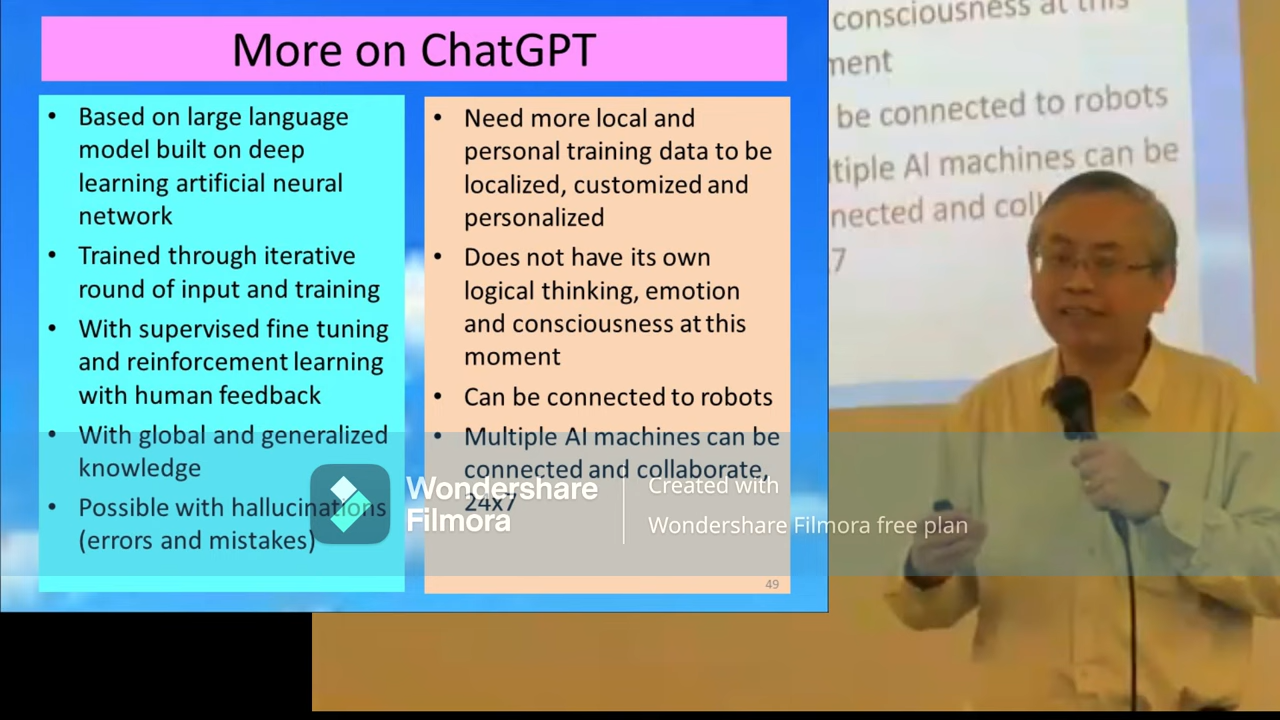 More on ChatGPT
• Based on large language
model built on deep
learning artificial neural
network
• Trained through iterative
round of input and training
• With supervised fine tuning
and reinforcement learning
with human feedback
• With global and generalized
knowledge
• Possible with hallucinations
(errors and mistakes)
• Need more local and
personal training data to be
localized, customized and
personalized
• Does not have its own
logical thinking, emotion
and consciousness at this
moment
• Can be connected to robots
• Multiple AI machines can be
connected and collaborate,
24x7
49
consciousness at this
ment
be connected to robots
ltiple AI machines can be
nnected and coll
7
Wondershare
Filmora
Created with
Wondershare Filmora free plan